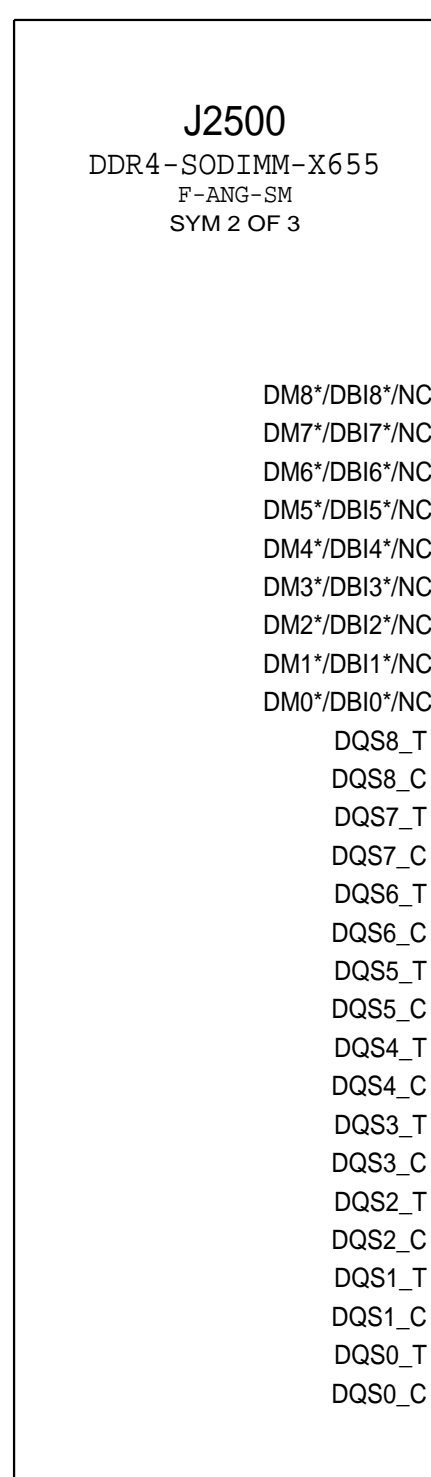 J2500
DDR4-SODIMM-X655
F-ANG-SM
SYM 2 OF 3
DM8*/DBI8*/NC
DM7*/DBI7*/NC
DM6*/DBI6*/NC
DM5*/DBI5*/NC
DM4*/DBI4*/NC
DM3*/DBI3*/NC
DM2*/DBI2*/NC
DM1*/DBI1*/NC
DM0*/DBI0*/NC
DQS8_T
DQS8_C
DQS7_T
DQS7_C
DQS6_T
DQS6_C
DQS5_T
DQS5_C
DQS4_T
DQS4_C
DQS3_T
DQS3_C
DQS2_T
DQS2_C
DQS1_T
DQS1_C
DQS0_T
DQS0_C